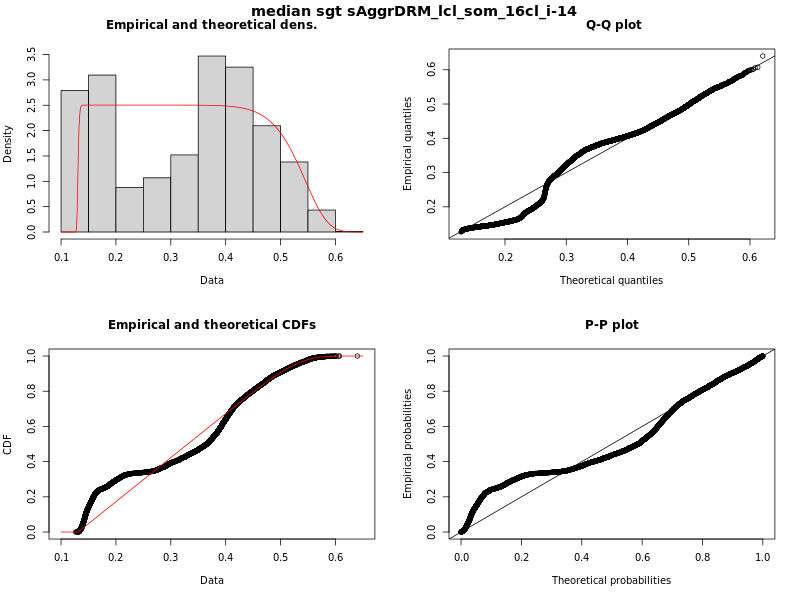 median sgt sAggrDRM_lcl_som_16cl_i-14
Empirical and theoretical dens.
Density
0.0 0.5 1.0 1.5 2.0 2.5 3.0 3.5
0.1 0.2 0.3 0.4 0.5 0.6
Data
Q-Q plot
Empirical quantiles
0.2 0.3 0.4 0.5 0.6
0.2 0.3 0.4 0.5 0.6
Theoretical quantiles
Empirical and theoretical CDFs
CDF
0.0 0.2 0.4 0.6 0.8 1.0
0.1 0.2 0.3 0.4 0.5 0.6
Data
P-P plot
Empirical probabilities
0.0 0.2 0.4 0.6 0.8 1.0
0.0 0.2 0.4 0.6 0.8 1.0
Theoretical probabilities